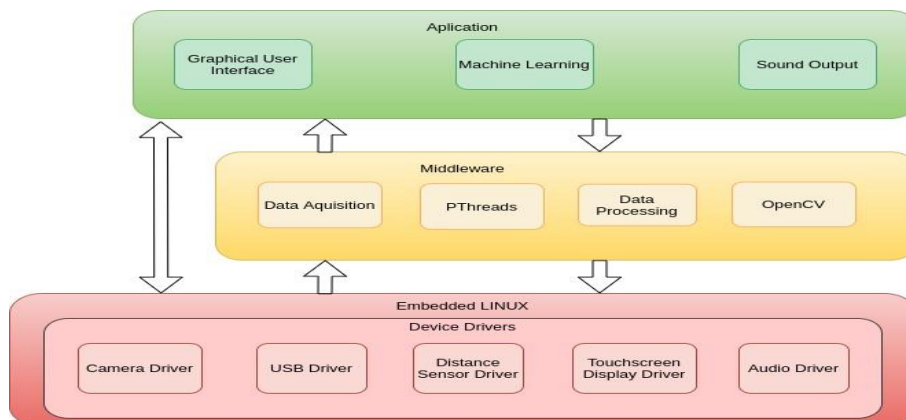 Aplication
Graphical User
Interface
Machine Learning
Sound Output
Middleware
Data Aquisition
PThreads
Data
Processing
OpenCV
Embedded LINUX
Device Drivers
Camera Driver
USB Driver
Distance
Sensor Driver
Touchscreen
Display Driver
Audio Driver